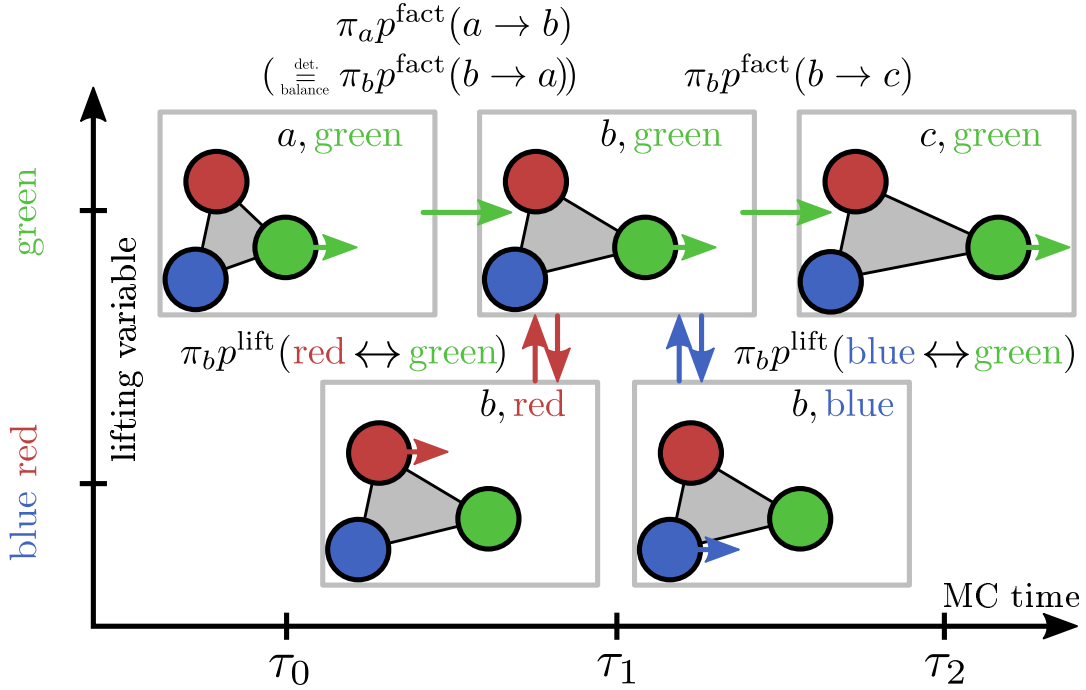 π_a p^fact(a → b)
(≡^det._balance π_b p^fact(b → a)) π_b p^fact(b → c)
a, green b, green c, green
green
lifting variable
π_b p^lift(red ↔ green) π_b p^lift(blue ↔ green)
b, red b, blue
blue red
MC time
τ_0 τ_1 τ_2